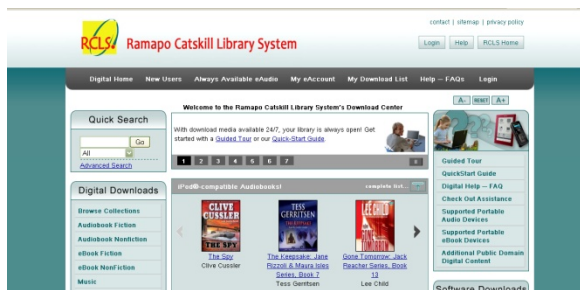 contact | sitemap | privacy policy
RCLS
Ramapo Catskill Library System
Login Help RCLS Home
Digital Home New Users Always Available eAudio My eAccount My Download List Help – FAQs Login
A- RESET A+
Quick Search
Go
All
Advanced Search
Welcome to the Ramapo Catskill Library System's Download Center
With download media available 24/7, your library is always open! Get
started with a Guided Tour or our Quick-Start Guide.
1 2 3 4 5 6 7
Guided Tour
QuickStart Guide
Digital Help – FAQ
Check Out Assistance
Supported Portable
Audio Devices
Supported Portable
eBook Devices
Additional Public Domain
Digital Content
Software Downloads
Digital Downloads
Browse Collections
Audiobook Fiction
Audiobook Nonfiction
eBook Fiction
eBook NonFiction
Music
iPod®-compatible Audiobooks!
complete list...
CLIVE
CUSSLER
THE SPY
TESS
GERRITSEN
LEE CHILD
GONE
TOMORROW
The Spy
Clive Cussler
The Keepsake: Jane
Rizzoli & Maura Isles
Series, Book 7
Tess Gerritsen
Gone Tomorrow: Jack
Reacher Series, Book
13
Lee Child